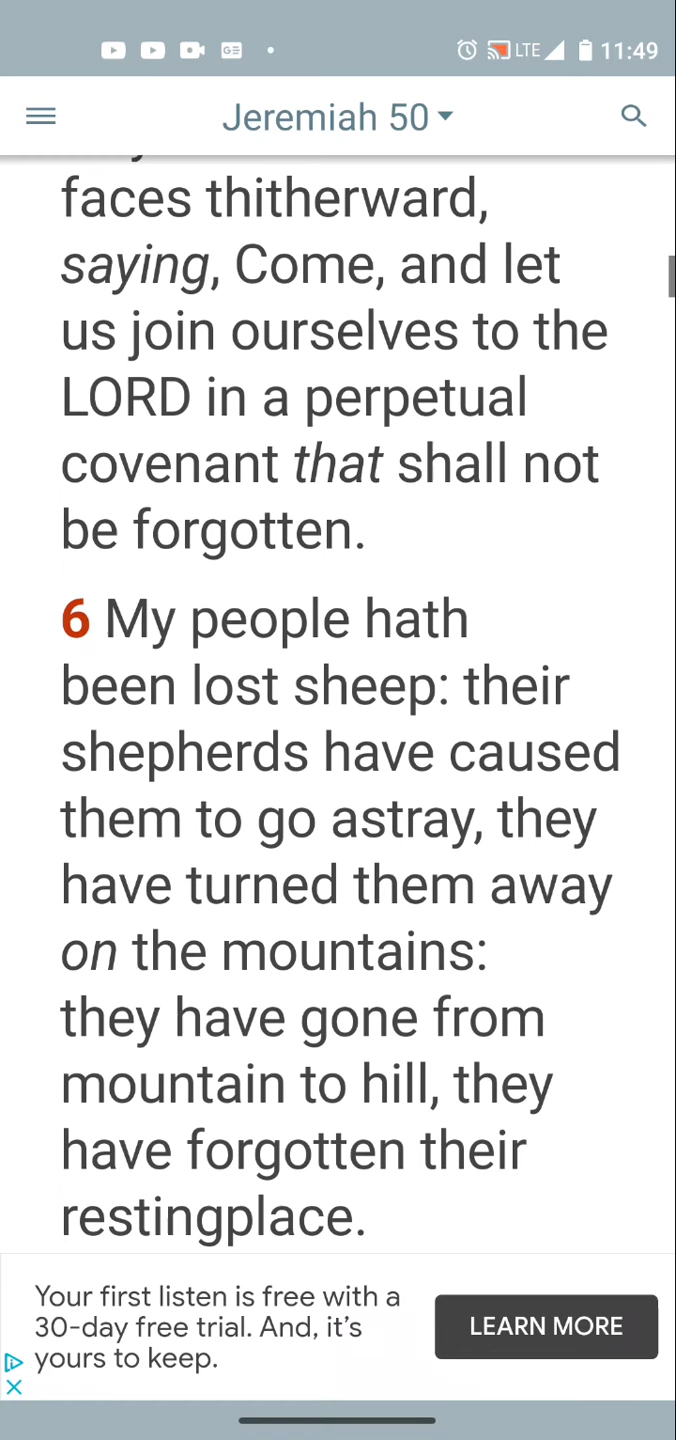 LTE 11:49
Jeremiah 50
faces thitherward,
saying, Come, and let
us join ourselves to the
LORD in a perpetual
covenant that shall not
be forgotten.
6 My people hath
been lost sheep: their
shepherds have caused
them to go astray, they
have turned them away
on the mountains:
they have gone from
mountain to hill, they
have forgotten their
restingplace.
Your first listen is free with a
30-day free trial. And, it's
yours to keep.
LEARN MORE